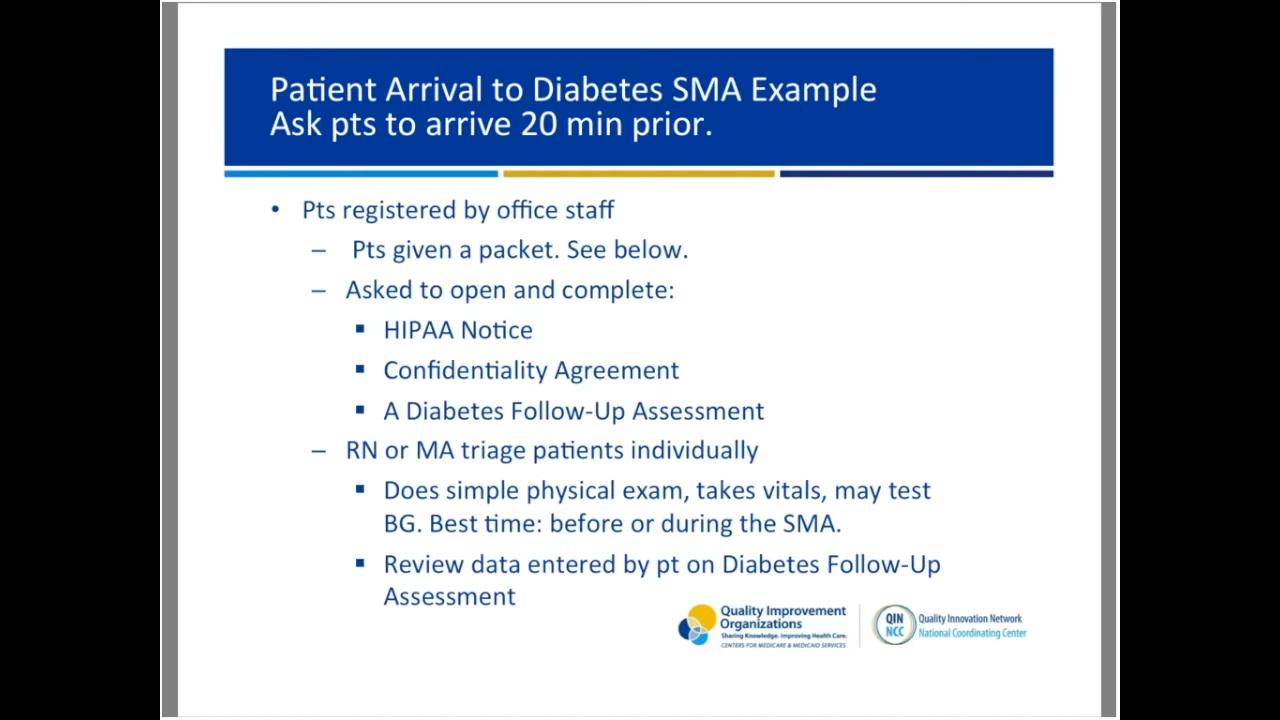 Patient Arrival to Diabetes SMA Example
Ask pts to arrive 20 min prior.
• Pts registered by office staff
– Pts given a packet. See below.
– Asked to open and complete:
▪ HIPAA Notice
▪ Confidentiality Agreement
▪ A Diabetes Follow-Up Assessment
– RN or MA triage patients individually
▪ Does simple physical exam, takes vitals, may test
BG. Best time: before or during the SMA.
▪ Review data entered by pt on Diabetes Follow-Up
Assessment
Quality Improvement
Organizations
Sharing Knowledge. Improving Health Care.
CENTERS FOR MEDICARE & MEDICAID SERVICES
QIN
NCC
Quality Innovation Network
National Coordinating Center